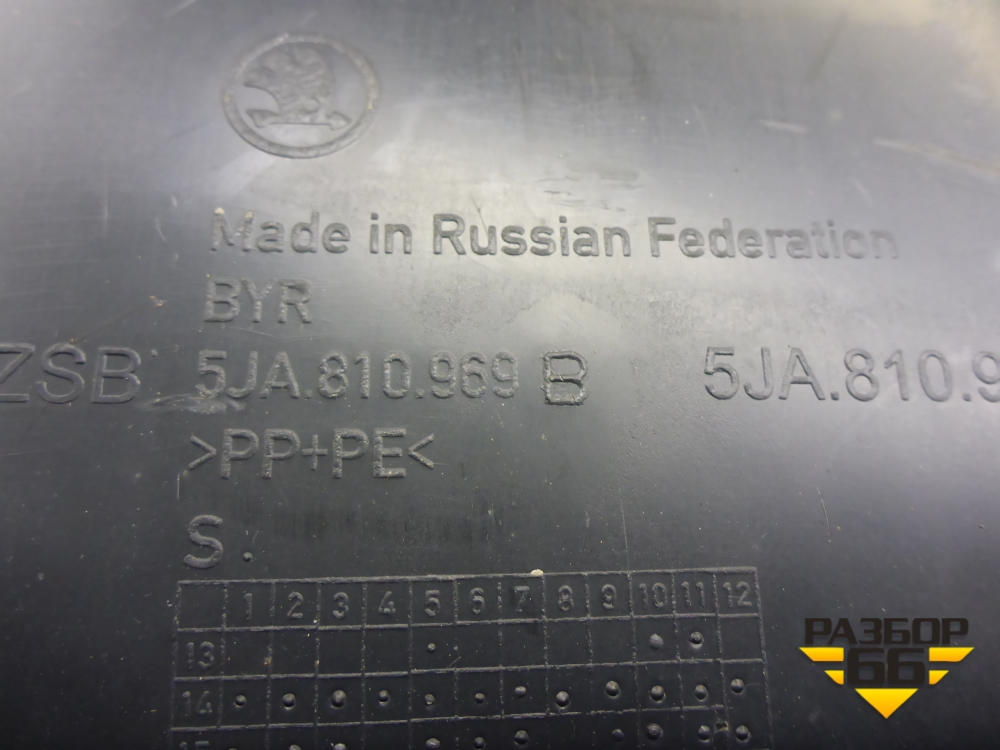 Made in Russian Federation
BYR
ZSB 5JA.810.969 B 5JA.810.9
>PP+PE<
S.
1 2 3 4 5 6 7 8 9 10 11 12
13
14
15
РАЗБОР
66